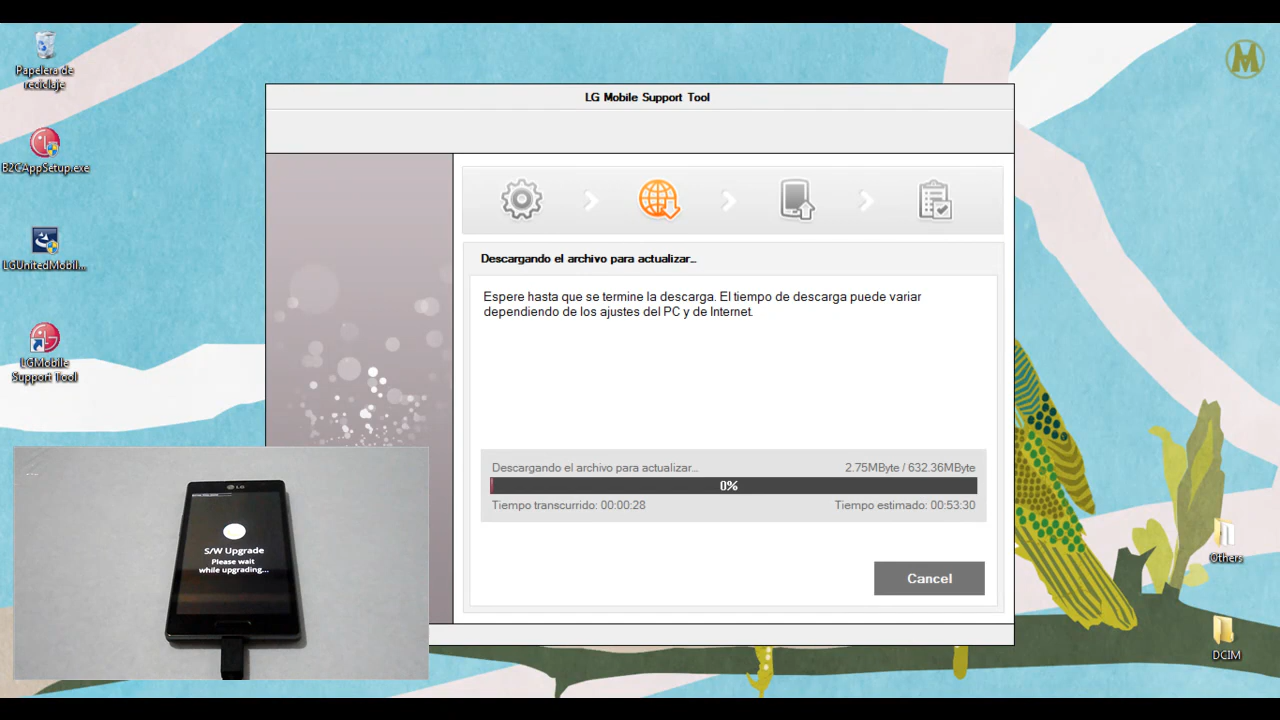 Papelera de
reciclaje
B2CAppSetup.exe
LGUnitedMobil...
LGMobile
Support Tool
LG Mobile Support Tool
Descargando el archivo para actualizar...
Espere hasta que se termine la descarga. El tiempo de descarga puede variar
dependiendo de los ajustes del PC y de Internet.
Descargando el archivo para actualizar...
2.75MByte / 632.36MByte
0%
Tiempo transcurrido: 00:00:28
Tiempo estimado: 00:53:30
Cancel
LG
S/W Upgrade
Please wait
while upgrading...
M
Others
DCIM